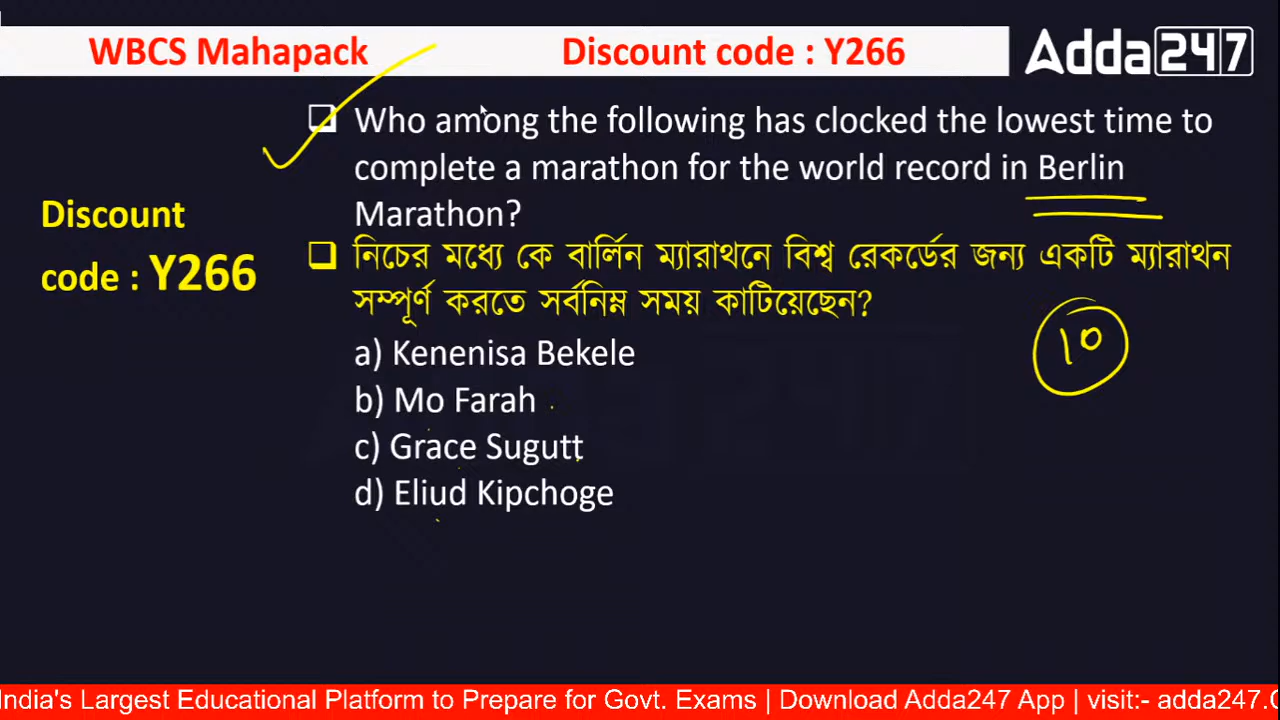 WBCS Mahapack Discount code : Y266 Adda247
Who among the following has clocked the lowest time to
complete a marathon for the world record in Berlin
Marathon?
Discount
code : Y266
নিচের মধ্যে কে বার্লিন ম্যারাথনে বিশ্ব রেকর্ডের জন্য একটি ম্যারাথন
সম্পূর্ণ করতে সর্বনিম্ন সময় কাটিয়েছেন?
a) Kenenisa Bekele
b) Mo Farah
c) Grace Sugutt
d) Eliud Kipchoge
১০
India's Largest Educational Platform to Prepare for Govt. Exams | Download Adda247 App | visit:- adda247.